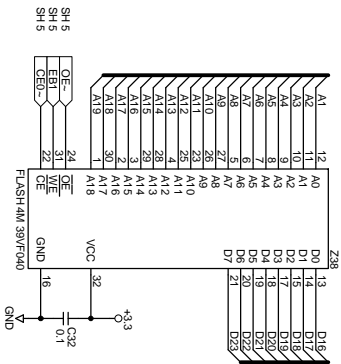 Z38
A1 12 A0 D0 13 D16
A2 11 A1 D1 14 D17
A3 10 A2 D2 15 D18
A4 9 A3 D3 17 D19
A5 8 A4 D4 18 D20
A6 7 A5 D5 19 D21
A7 6 A6 D6 20 D22
A8 5 A7 D7 21 D23
A9 27 A8
A10 26 A9
A11 23 A10
A12 25 A11
A13 4 A12
A14 28 A13
A15 29 A14
A16 3 A15
A17 2 A16
A18 30 A17
A19 1 A18
VCC 32 +3.3
C32
0.1
SH 5 OE~ 24 OE
SH 5 EB1 31 WE
SH 5 CE0~ 22 CE
GND 16
GND
FLASH 4M 39VF040